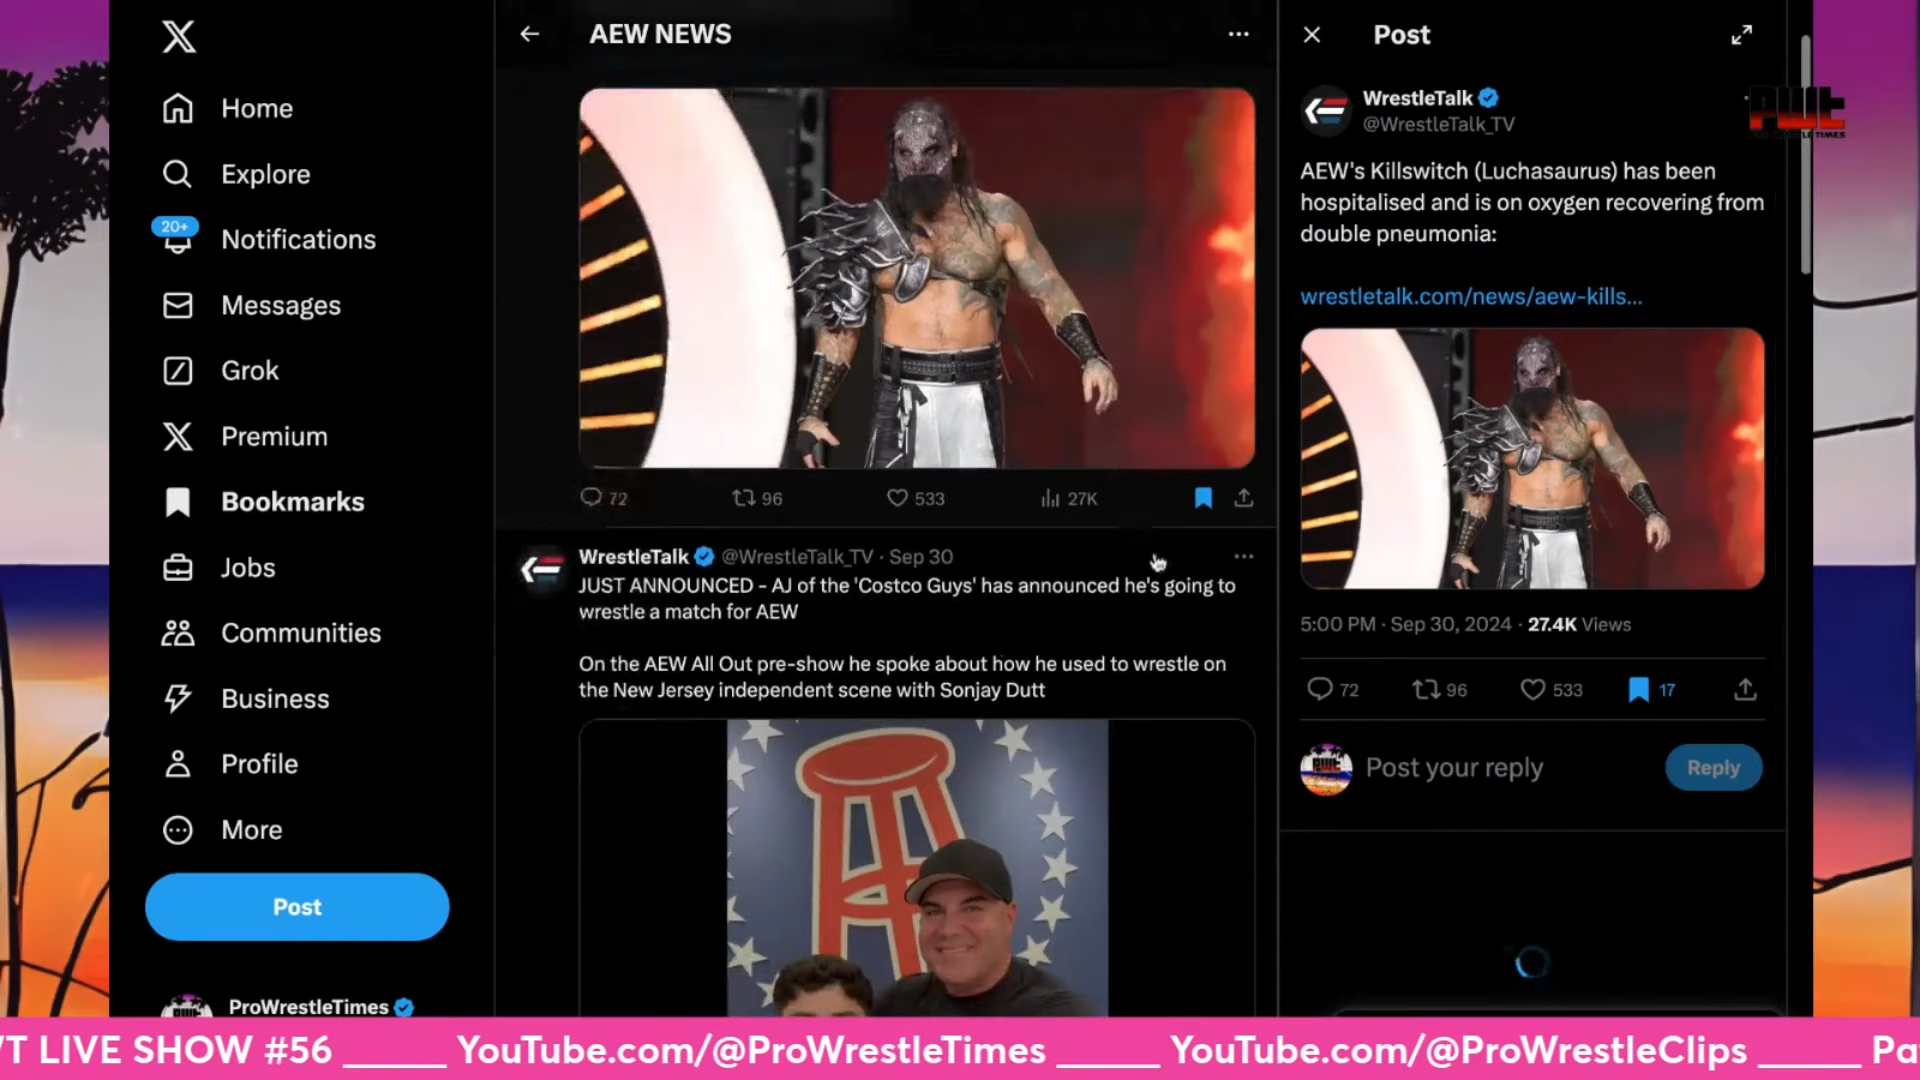 Home
Explore
20+
Notifications
Messages
Grok
Premium
Bookmarks
Jobs
Communities
Business
Profile
More
Post
ProWrestleTimes
AEW NEWS
72
96
533
27K
WrestleTalk @WrestleTalk_TV · Sep 30
JUST ANNOUNCED - AJ of the 'Costco Guys' has announced he's going to
wrestle a match for AEW
On the AEW All Out pre-show he spoke about how he used to wrestle on
the New Jersey independent scene with Sonjay Dutt
Post
WrestleTalk
@WrestleTalk_TV
PWT
AEW's Killswitch (Luchasaurus) has been
hospitalised and is on oxygen recovering from
double pneumonia:
wrestletalk.com/news/aew-kills...
5:00 PM · Sep 30, 2024 · 27.4K Views
72
96
533
17
Post your reply
Reply
T LIVE SHOW #56 _____ YouTube.com/@ProWrestleTimes _____ YouTube.com/@ProWrestleClips _____ Pa